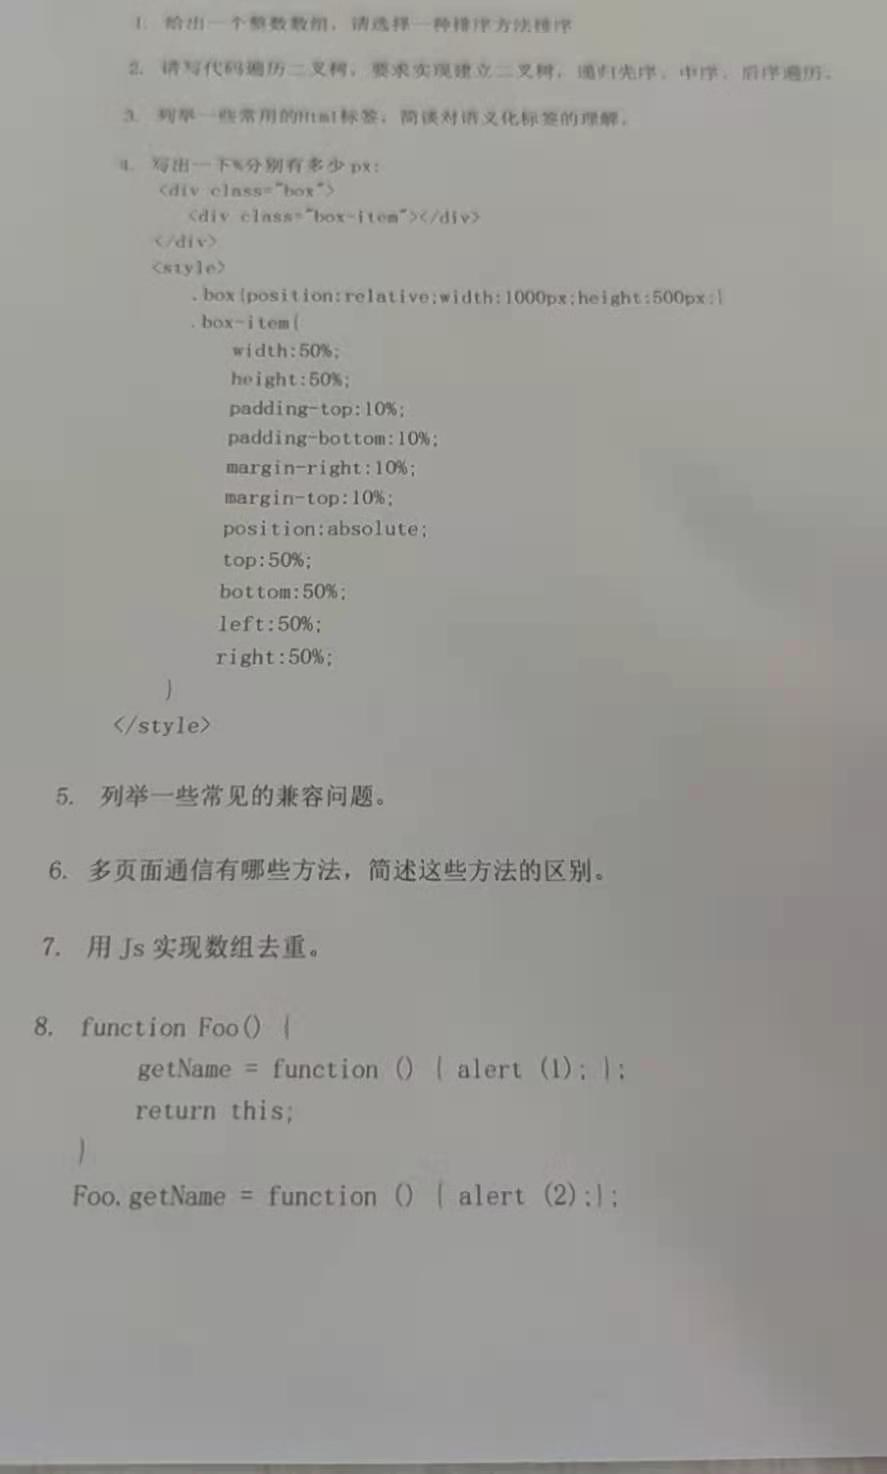 1. 给出一个整数数组，请选择一种排序方法排序
2. 请写代码遍历二叉树，要求实现建立二叉树，递归先序、中序、后序遍历。
3. 列举一些常用的Html标签，简谈对语义化标签的理解。
4. 写出一下%分别有多少 px:
<div class="box">
<div class="box-item"></div>
</div>
<style>
.box{position:relative;width:1000px;height:500px;}
.box-item{
width:50%;
height:50%;
padding-top:10%;
padding-bottom:10%;
margin-right:10%;
margin-top:10%;
position:absolute;
top:50%;
bottom:50%;
left:50%;
right:50%;
}
</style>
5. 列举一些常见的兼容问题。
6. 多页面通信有哪些方法，简述这些方法的区别。
7. 用 Js 实现数组去重。
8. function Foo() {
getName = function () { alert (1); };
return this;
}
Foo.getName = function () { alert (2);};